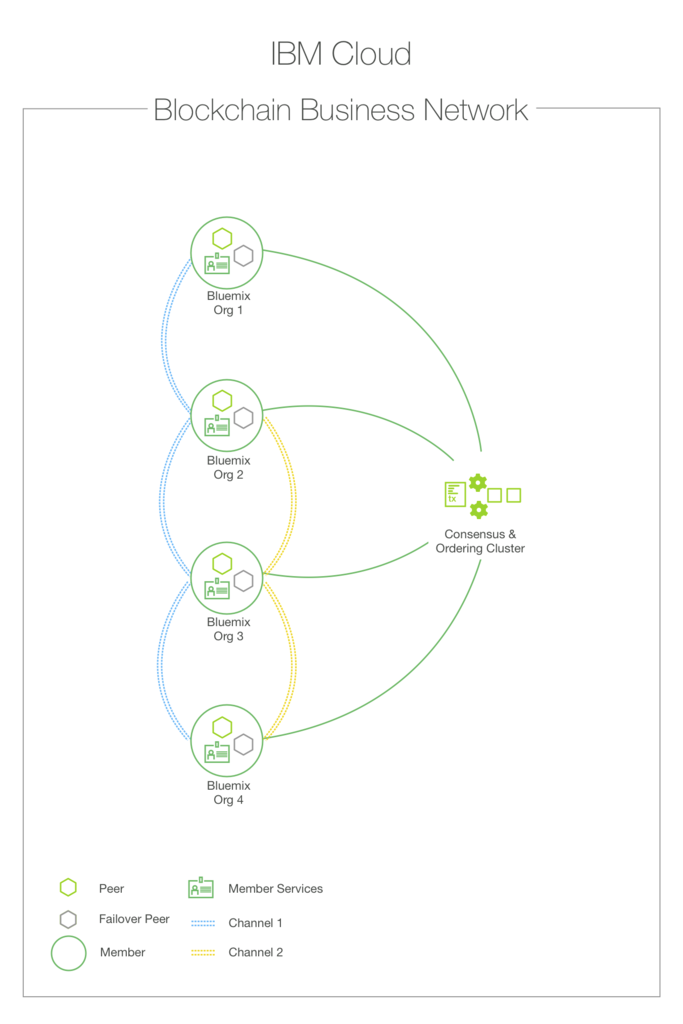 IBM Cloud
Blockchain Business Network
Bluemix
Org 1
Bluemix
Org 2
tx
Consensus &
Ordering Cluster
Bluemix
Org 3
Bluemix
Org 4
Peer
Member Services
Failover Peer
Channel 1
Member
Channel 2